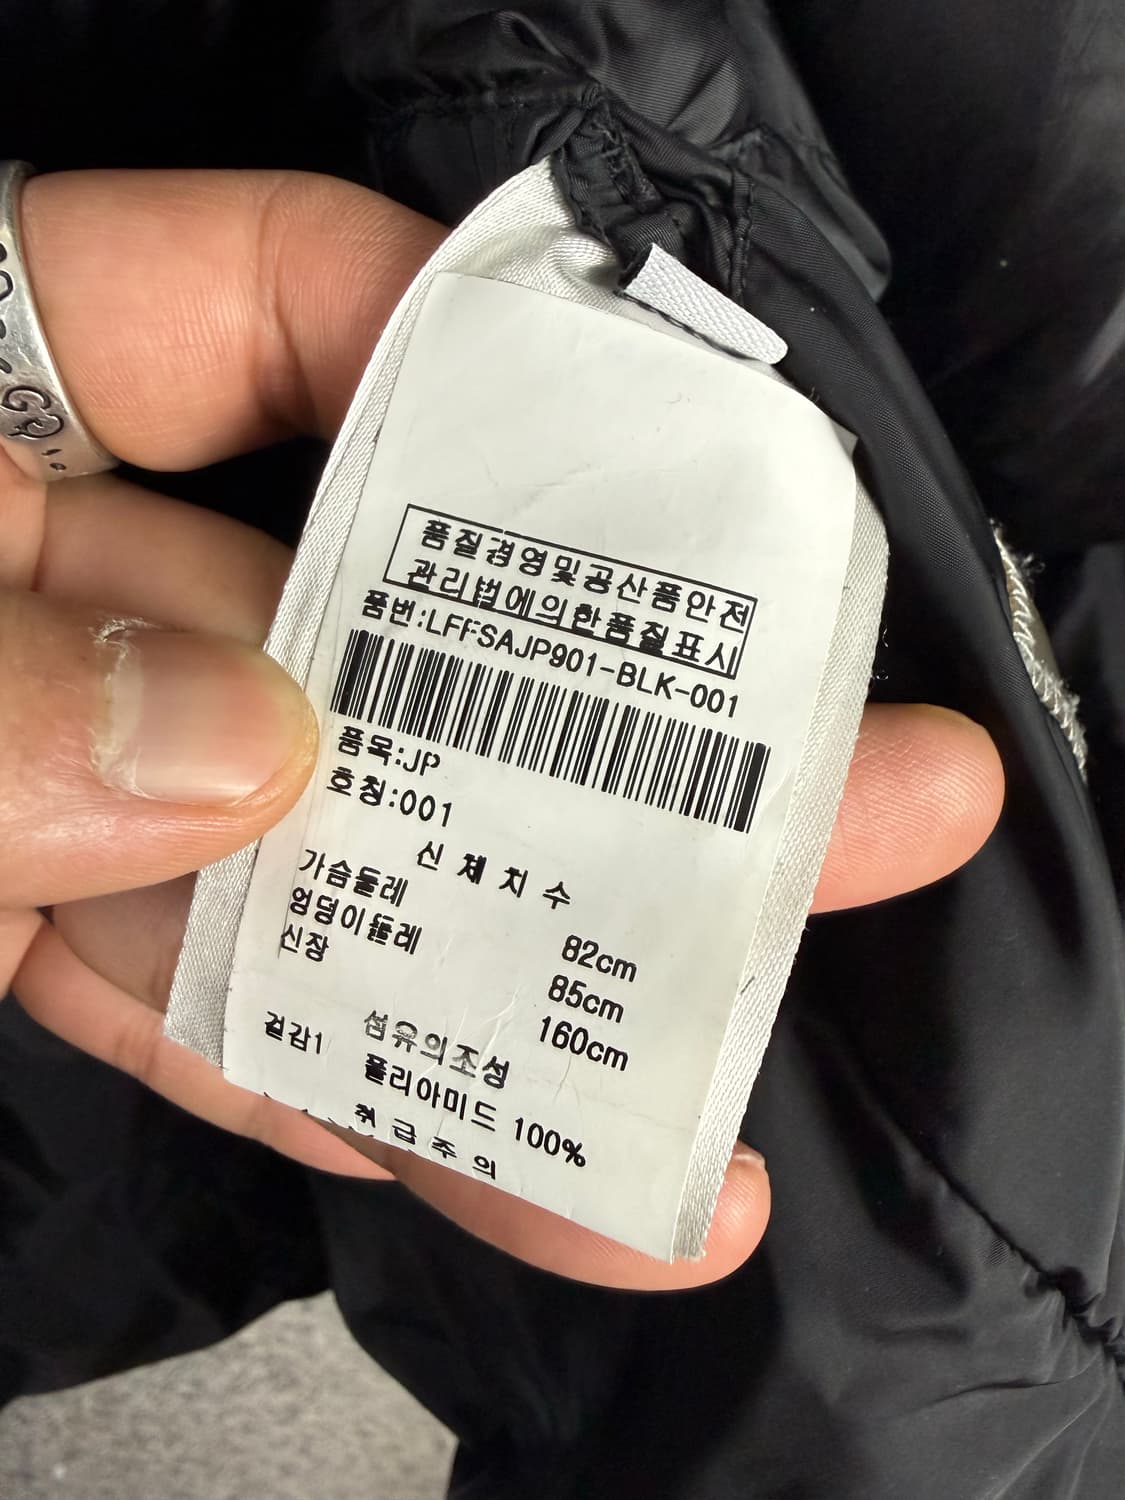 품질경영및공산품안전
관리법에의한품질표시
품번:LFFSAJP901-BLK-001
품목:JP
호칭:001
신 체 치 수
가슴둘레 82cm
엉덩이둘레 85cm
신장 160cm
섬유의조성
겉감1 폴리아미드 100%
취 급 주 의